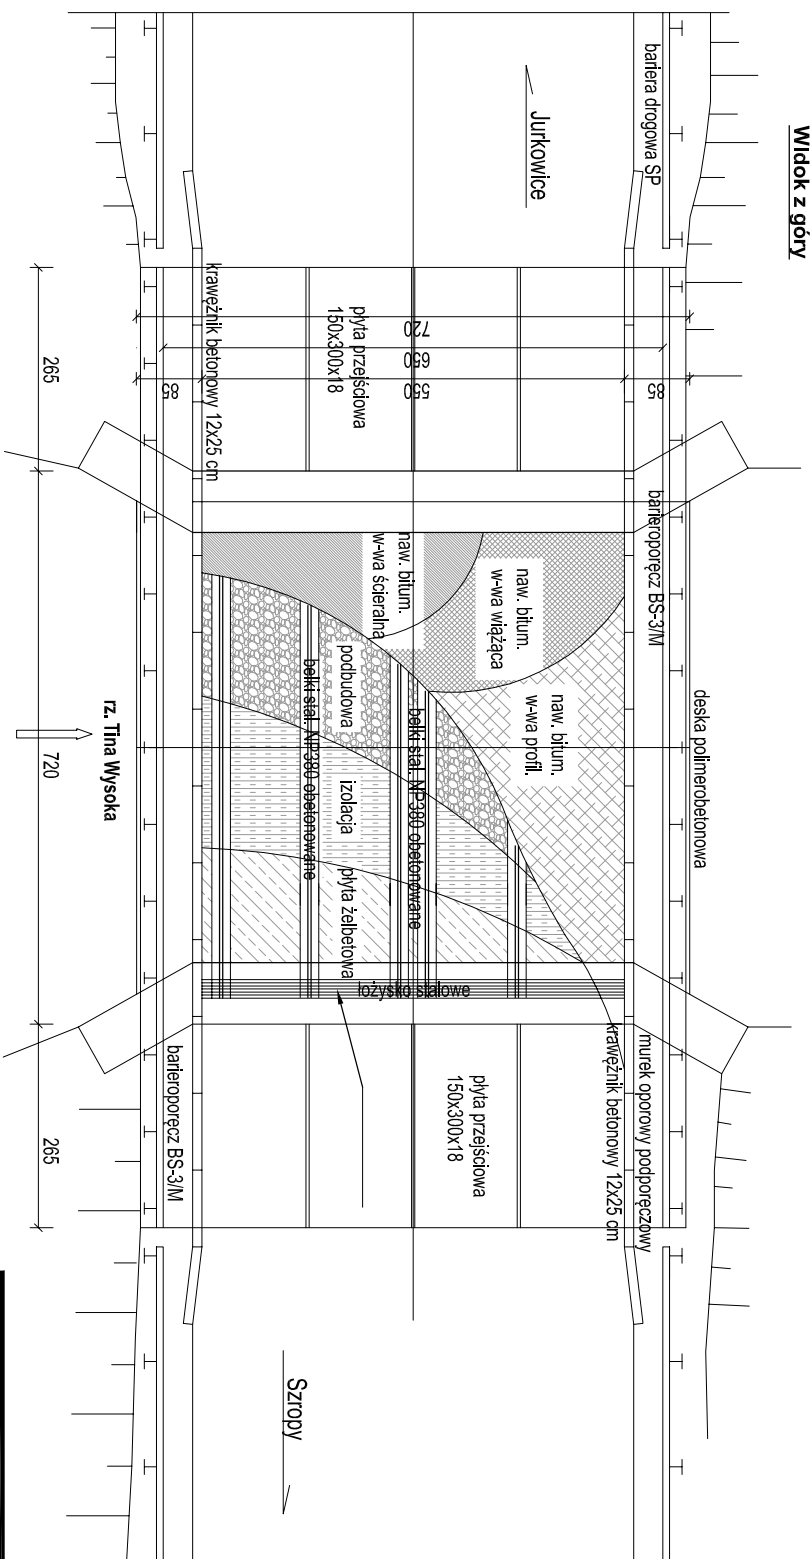 Widok z góry
bariera drogowa SP
Jurkowice
krawężnik betonowy 12x25 cm
płyta przejściowa
150x300x18
720
650
550
85
85
265
barieroporęcz BS-3/M
deska polimerobetonowa
naw. bitum.
w-wa ścieralna
naw. bitum.
w-wa wiążąca
naw. bitum.
w-wa profil.
podbudowa
belki stal. NP380 obetonowane
belki stal. NP380 obetonowane
izolacja
płyta żelbetowa
łożysko stalowe
rz. Tina Wysoka
720
murek oporowy podporęczowy
krawężnik betonowy 12x25 cm
płyta przejściowa
150x300x18
barieroporęcz BS-3/M
265
Szropy